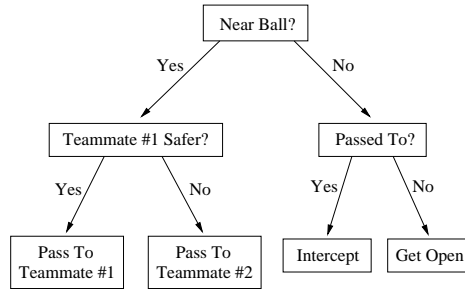 Near Ball?
Yes
No
Teammate #1 Safer?
Passed To?
Yes
No
Yes
No
Pass To
Teammate #1
Pass To
Teammate #2
Intercept
Get Open